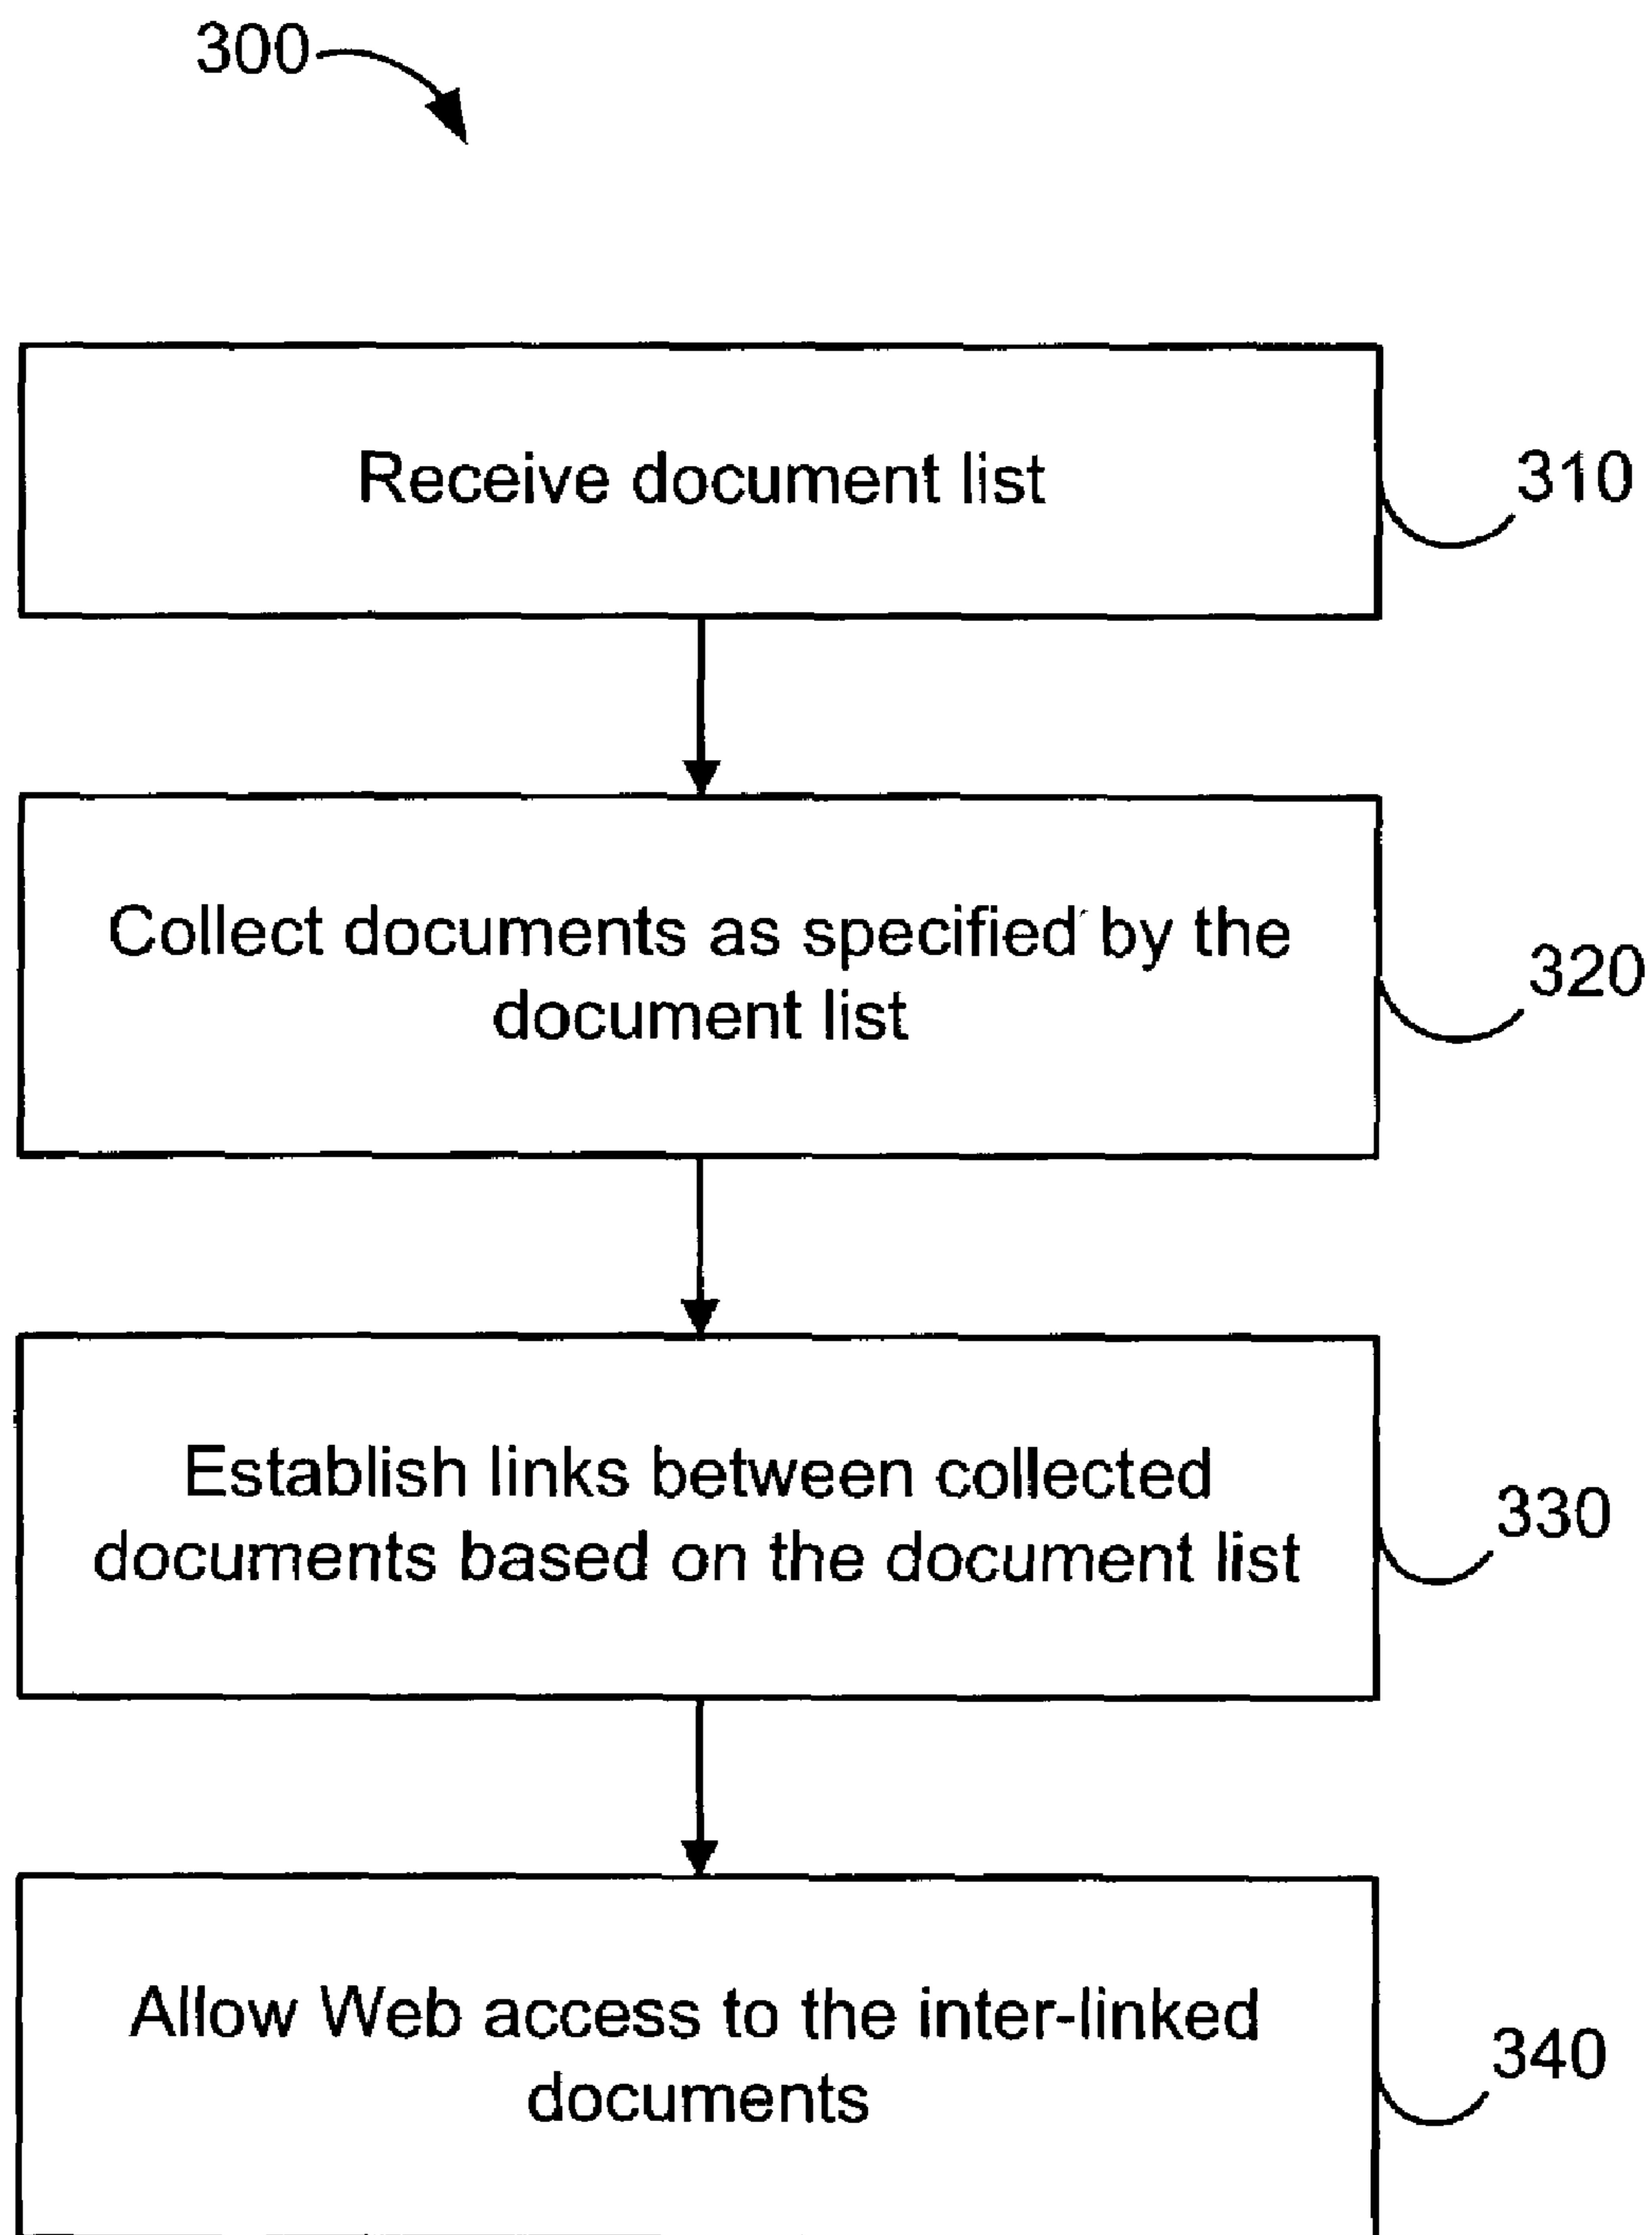 300
Receive document list
310
Collect documents as specified by the
document list
320
Establish links between collected
documents based on the document list
330
Allow Web access to the inter-linked
documents
340